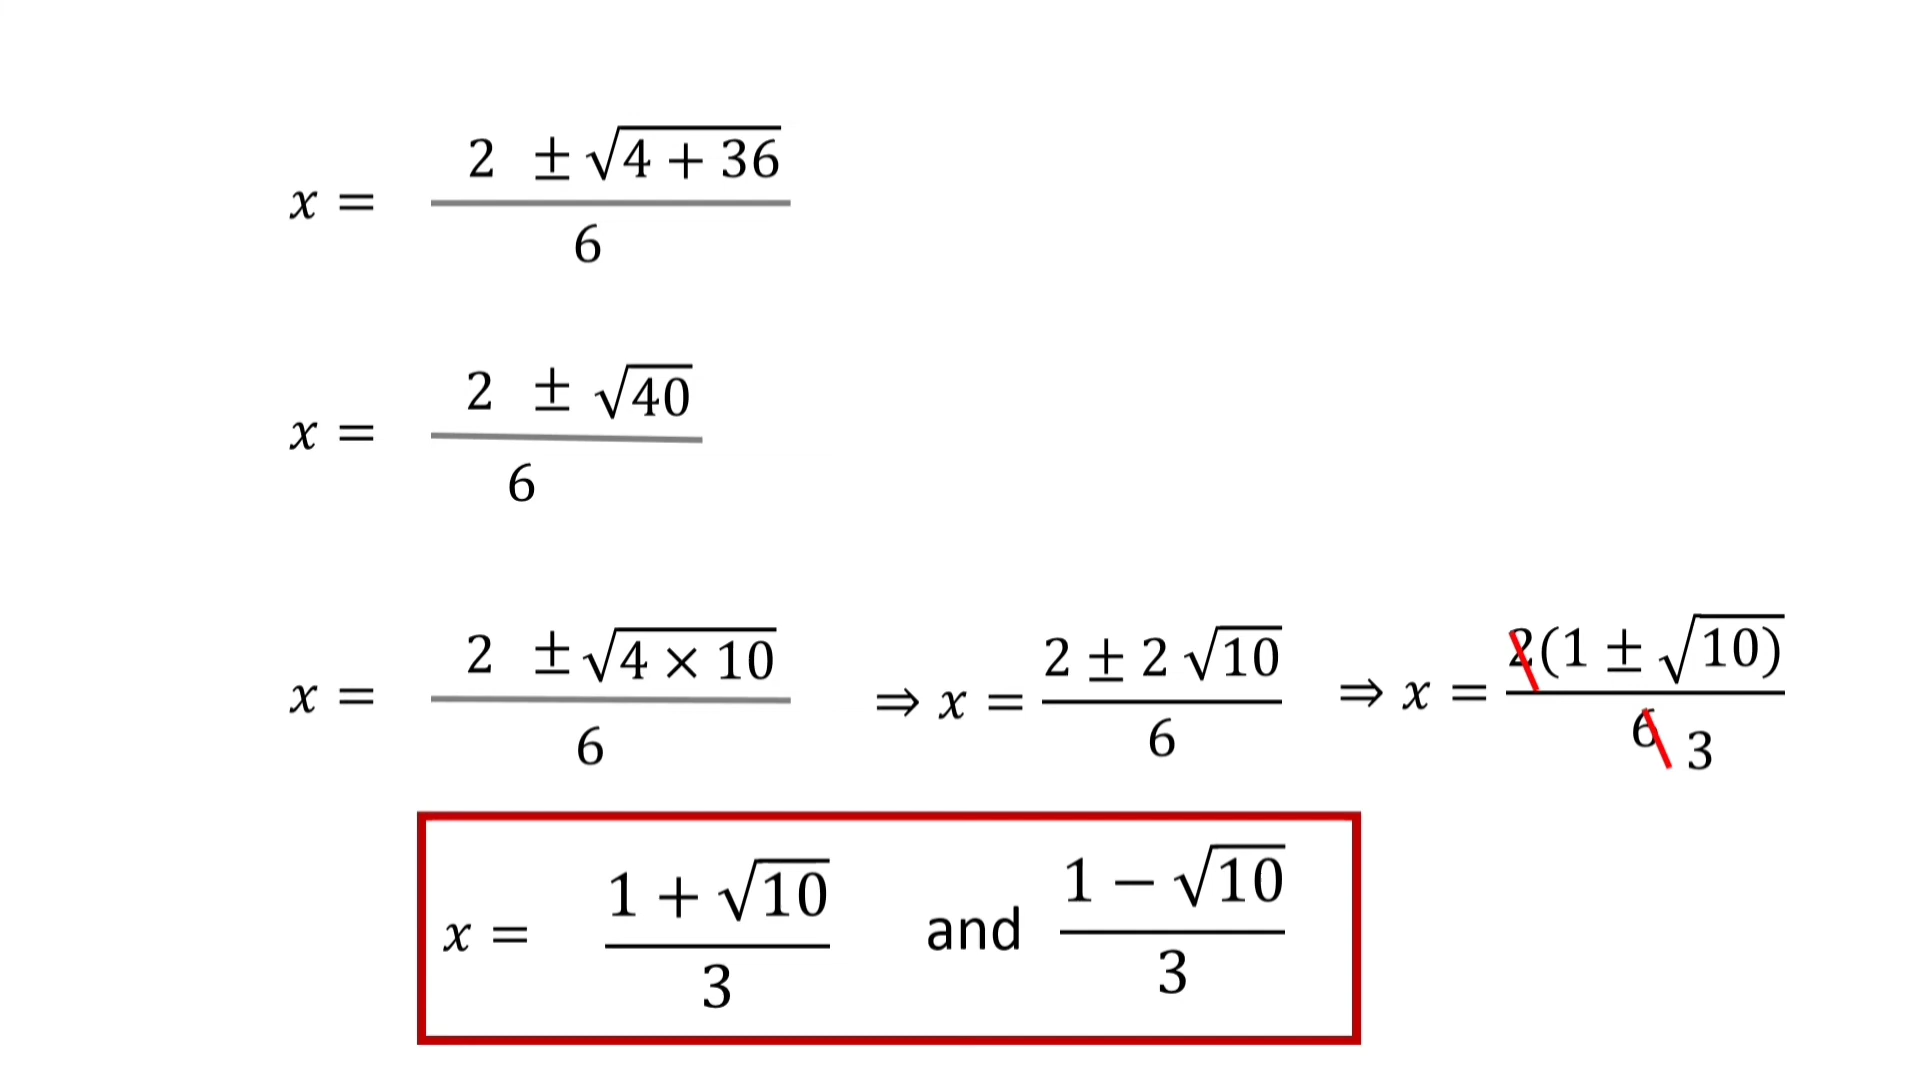 x = (2 ± √(4 + 36)) / 6
x = (2 ± √40) / 6
x = (2 ± √(4 × 10)) / 6 ⇒ x = (2 ± 2 √10) / 6 ⇒ x = 2(1 ± √10) / 6 3
x = (1 + √10) / 3 and (1 − √10) / 3